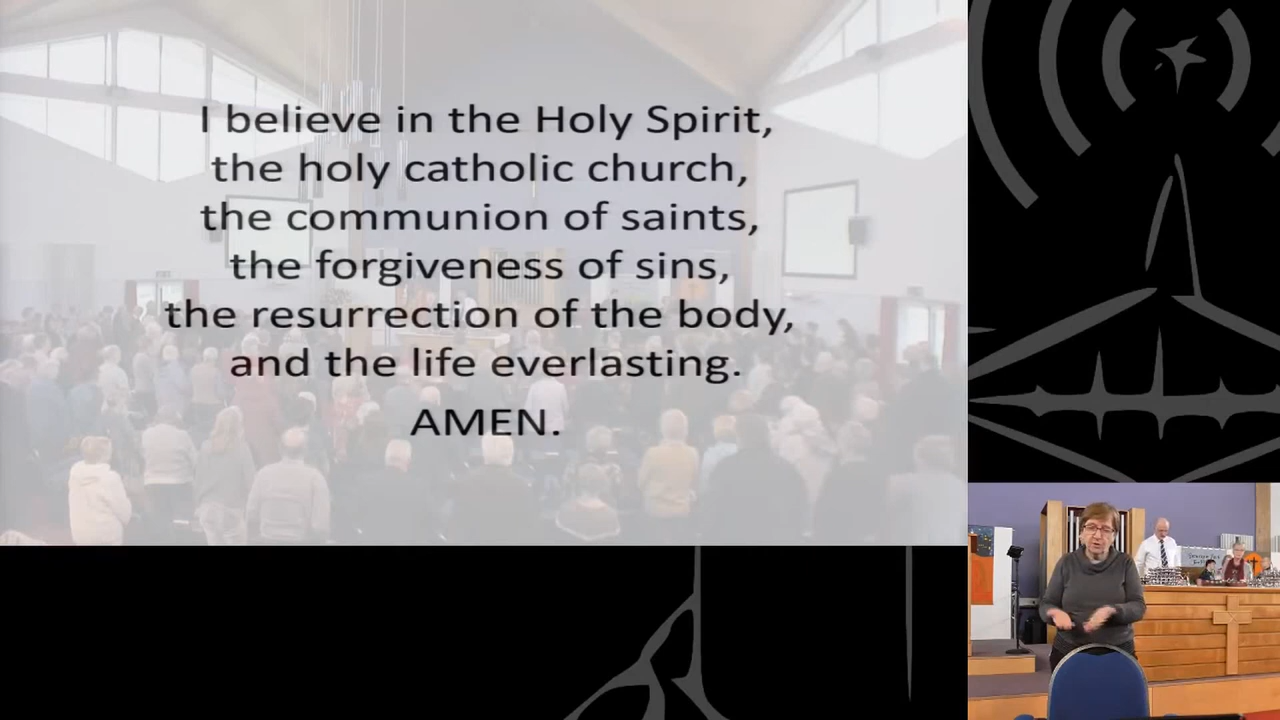 I believe in the Holy Spirit,
the holy catholic church,
the communion of saints,
the forgiveness of sins,
the resurrection of the body,
and the life everlasting.
AMEN.